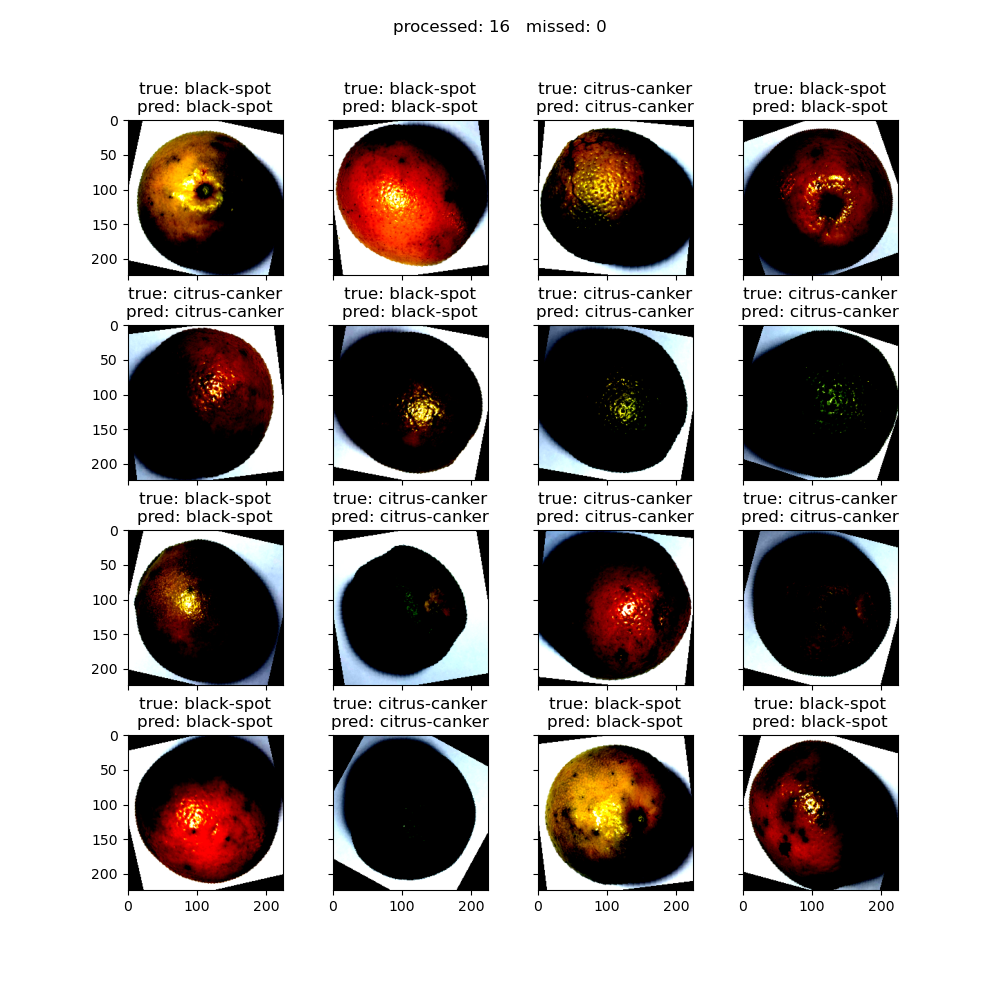 processed: 16   missed: 0
true: black-spot
pred: black-spot
true: black-spot
pred: black-spot
true: citrus-canker
pred: citrus-canker
true: black-spot
pred: black-spot
0
50
100
150
200
true: citrus-canker
pred: citrus-canker
true: black-spot
pred: black-spot
true: citrus-canker
pred: citrus-canker
true: citrus-canker
pred: citrus-canker
0
50
100
150
200
true: black-spot
pred: black-spot
true: citrus-canker
pred: citrus-canker
true: citrus-canker
pred: citrus-canker
true: citrus-canker
pred: citrus-canker
0
50
100
150
200
true: black-spot
pred: black-spot
true: citrus-canker
pred: citrus-canker
true: black-spot
pred: black-spot
true: black-spot
pred: black-spot
0
50
100
150
200
0 100 200
0 100 200
0 100 200
0 100 200